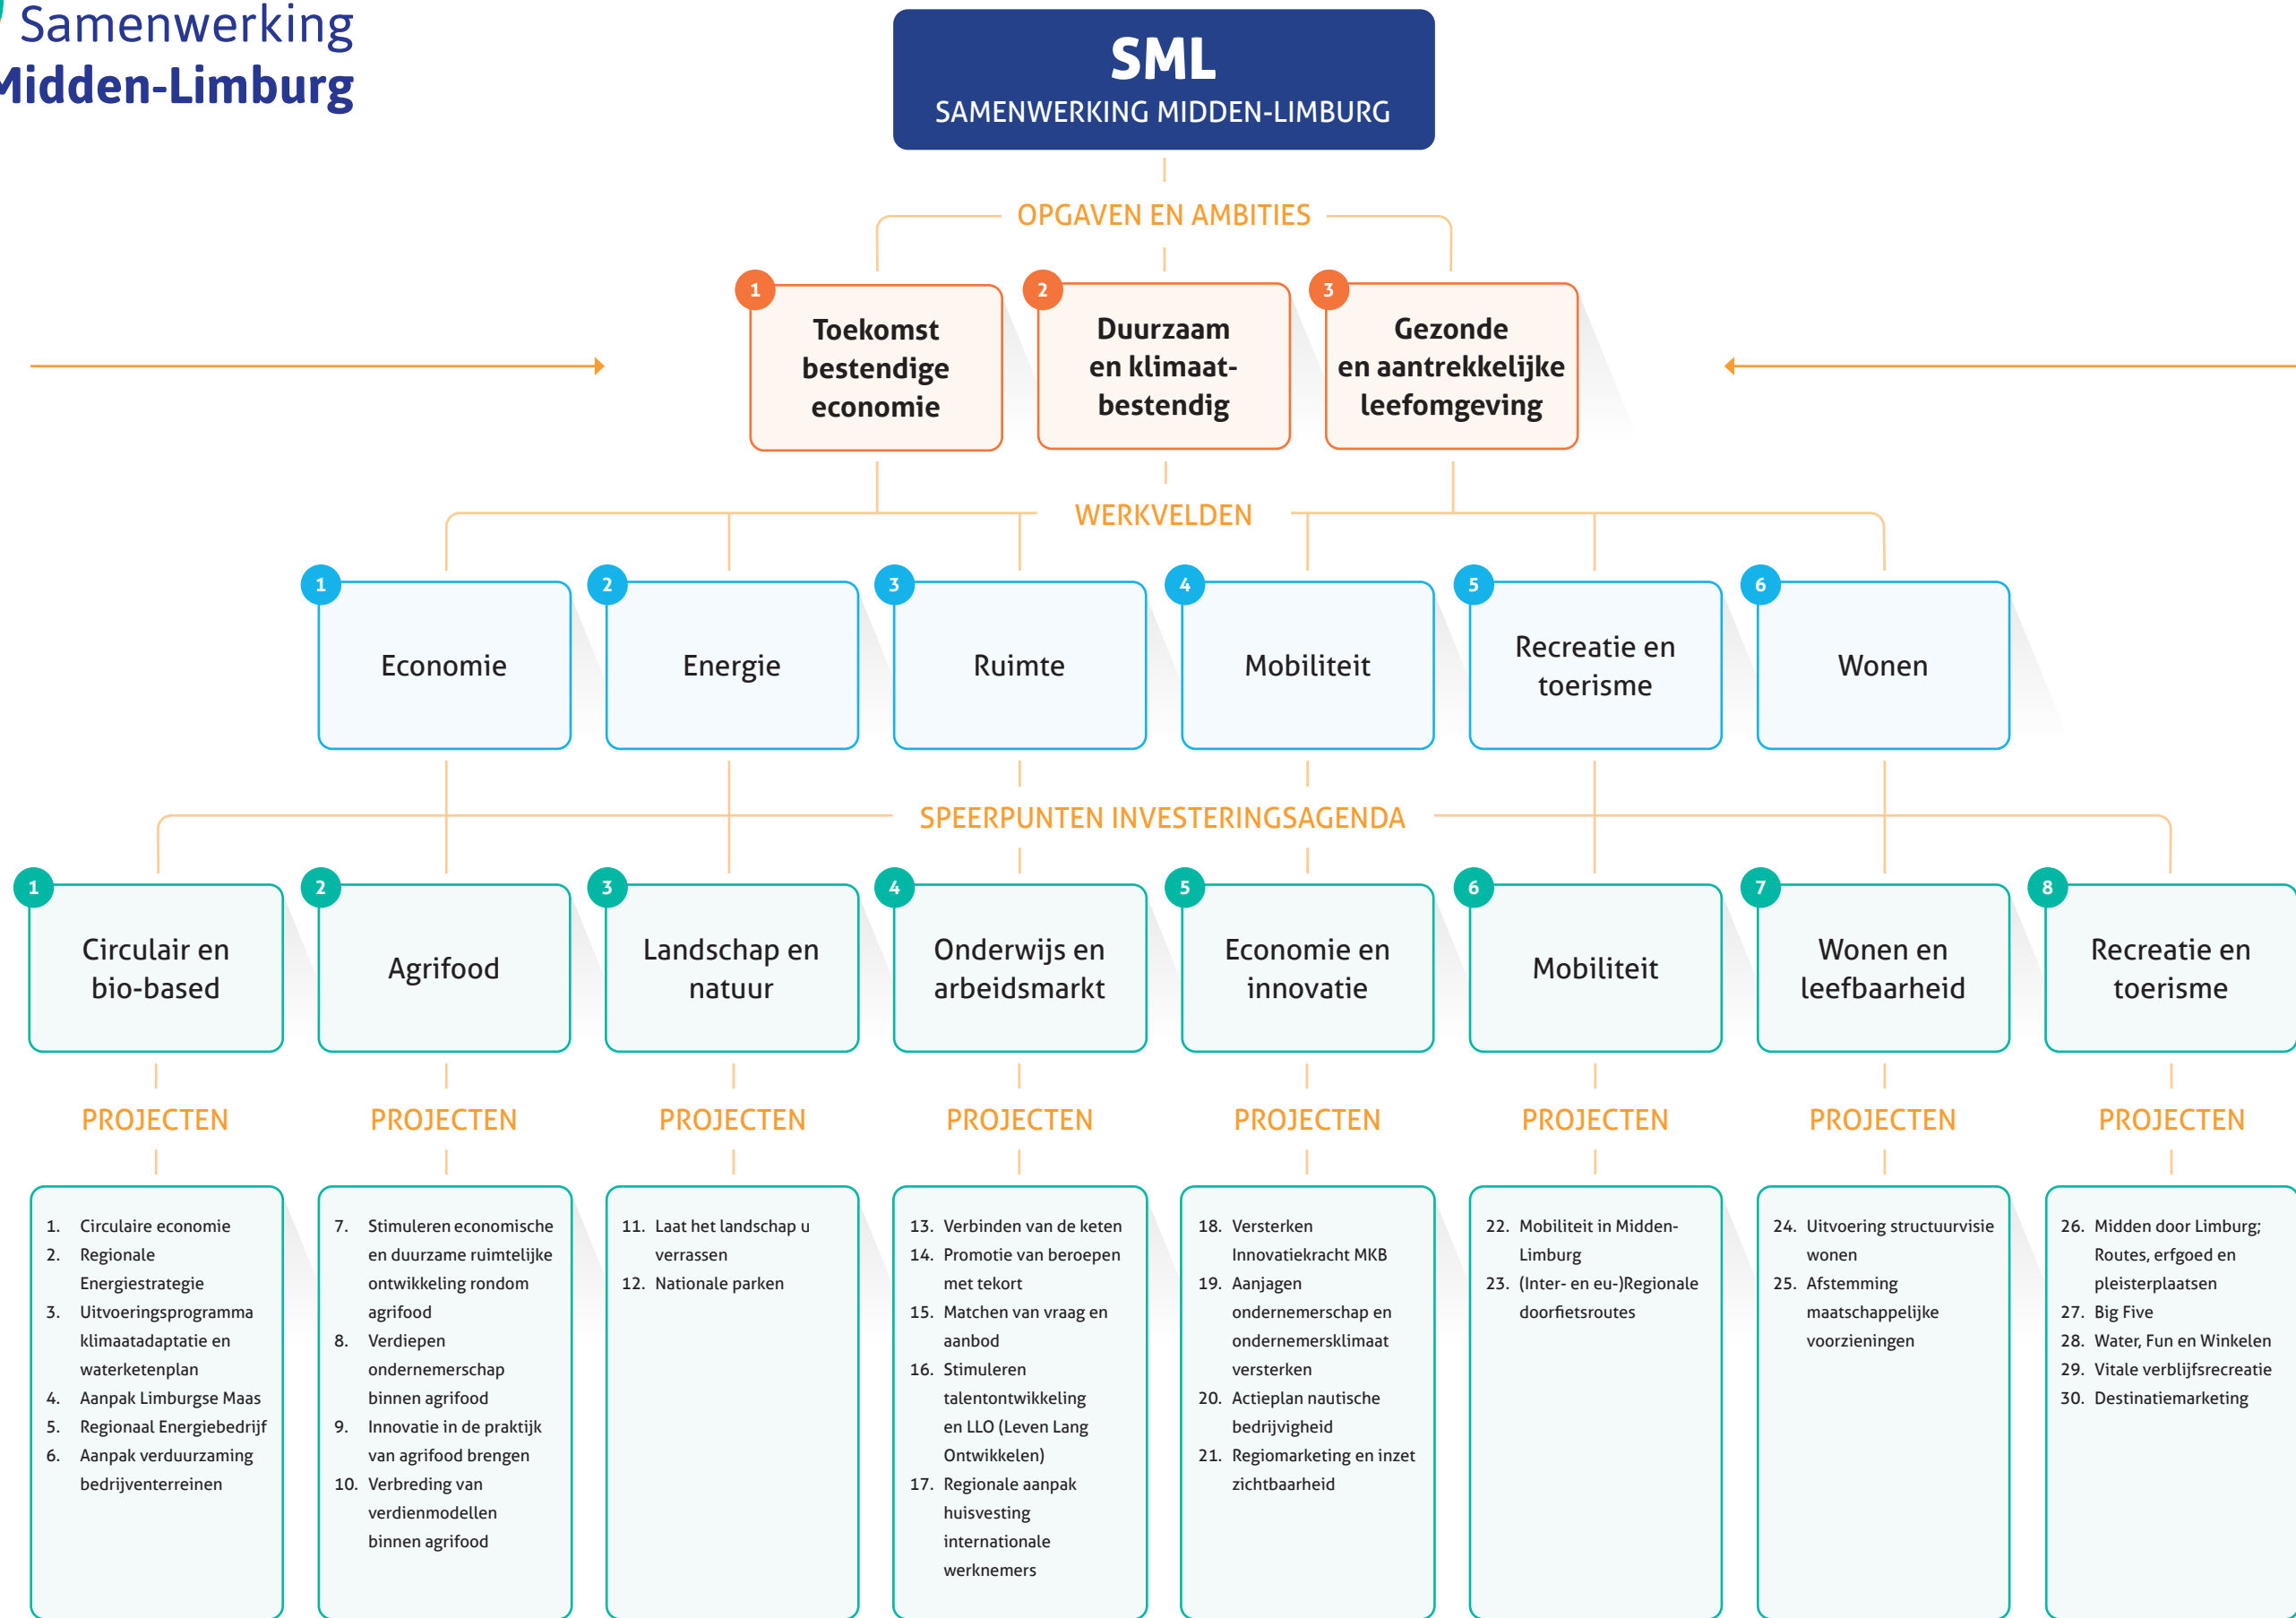 Samenwerking
Midden-Limburg
SML
SAMENWERKING MIDDEN-LIMBURG
OPGAVEN EN AMBITIES
1
Toekomst
bestendige
economie
2
Duurzaam
en klimaat-
bestendig
3
Gezonde
en aantrekkelijke
leefomgeving
WERKVELDEN
1
Economie
2
Energie
3
Ruimte
4
Mobiliteit
5
Recreatie en
toerisme
6
Wonen
SPEERPUNTEN INVESTERINGSAGENDA
1
Circulair en
bio-based
2
Agrifood
3
Landschap en
natuur
4
Onderwijs en
arbeidsmarkt
5
Economie en
innovatie
6
Mobiliteit
7
Wonen en
leefbaarheid
8
Recreatie en
toerisme
PROJECTEN
PROJECTEN
PROJECTEN
PROJECTEN
PROJECTEN
PROJECTEN
PROJECTEN
PROJECTEN
1. Circulaire economie
2. Regionale
Energiestrategie
3. Uitvoeringsprogramma
klimaatadaptatie en
waterketenplan
4. Aanpak Limburgse Maas
5. Regionaal Energiebedrijf
6. Aanpak verduurzaming
bedrijventerreinen
7. Stimuleren economische
en duurzame ruimtelijke
ontwikkeling rondom
agrifood
8. Verdiepen
ondernemerschap
binnen agrifood
9. Innovatie in de praktijk
van agrifood brengen
10. Verbreding van
verdienmodellen
binnen agrifood
11. Laat het landschap u
verrassen
12. Nationale parken
13. Verbinden van de keten
14. Promotie van beroepen
met tekort
15. Matchen van vraag en
aanbod
16. Stimuleren
talentontwikkeling
en LLO (Leven Lang
Ontwikkelen)
17. Regionale aanpak
huisvesting
internationale
werknemers
18. Versterken
Innovatiekracht MKB
19. Aanjagen
ondernemerschap en
ondernemersklimaat
versterken
20. Actieplan nautische
bedrijvigheid
21. Regiomarketing en inzet
zichtbaarheid
22. Mobiliteit in Midden-
Limburg
23. (Inter- en eu-)Regionale
doorfietsroutes
24. Uitvoering structuurvisie
wonen
25. Afstemming
maatschappelijke
voorzieningen
26. Midden door Limburg;
Routes, erfgoed en
pleisterplaatsen
27. Big Five
28. Water, Fun en Winkelen
29. Vitale verblijfsrecreatie
30. Destinatiemarketing